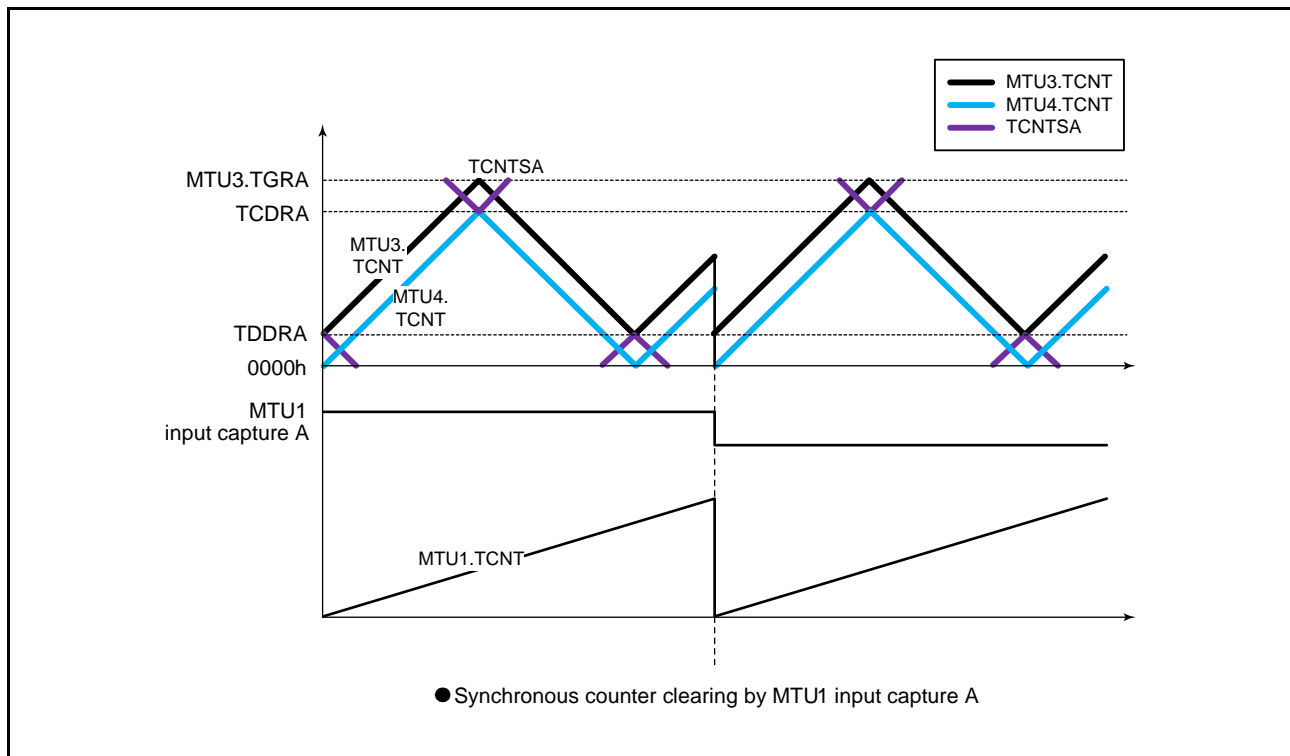 MTU3.TCNT
MTU4.TCNT
TCNTSA
TCNTSA
MTU3.TGRA
TCDRA
MTU3.
TCNT
MTU4.
TCNT
TDDRA
0000h
MTU1
input capture A
MTU1.TCNT
● Synchronous counter clearing by MTU1 input capture A